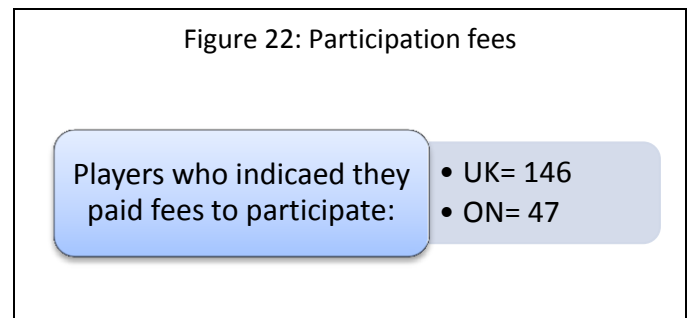 Figure 22: Participation fees
Players who indicaed they
paid fees to participate:
• UK= 146
• ON= 47